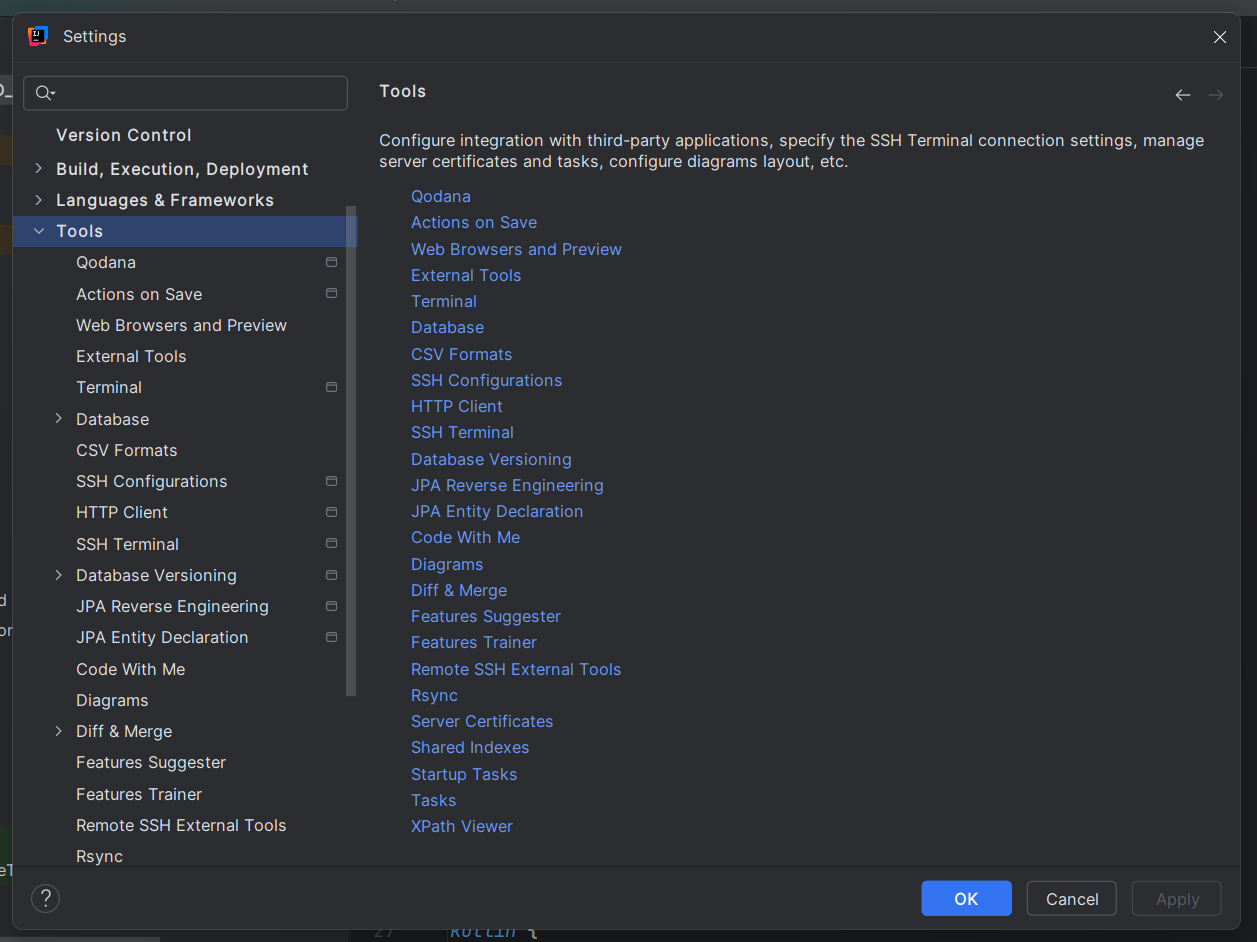 Settings
Tools
Configure integration with third-party applications, specify the SSH Terminal connection settings, manage
server certificates and tasks, configure diagrams layout, etc.
Version Control
Build, Execution, Deployment
Languages & Frameworks
Tools
Qodana
Actions on Save
Web Browsers and Preview
External Tools
Terminal
Database
CSV Formats
SSH Configurations
HTTP Client
SSH Terminal
Database Versioning
JPA Reverse Engineering
JPA Entity Declaration
Code With Me
Diagrams
Diff & Merge
Features Suggester
Features Trainer
Remote SSH External Tools
Rsync
Qodana
Actions on Save
Web Browsers and Preview
External Tools
Terminal
Database
CSV Formats
SSH Configurations
HTTP Client
SSH Terminal
Database Versioning
JPA Reverse Engineering
JPA Entity Declaration
Code With Me
Diagrams
Diff & Merge
Features Suggester
Features Trainer
Remote SSH External Tools
Rsync
Server Certificates
Shared Indexes
Startup Tasks
Tasks
XPath Viewer
?
OK
Cancel
Apply
27